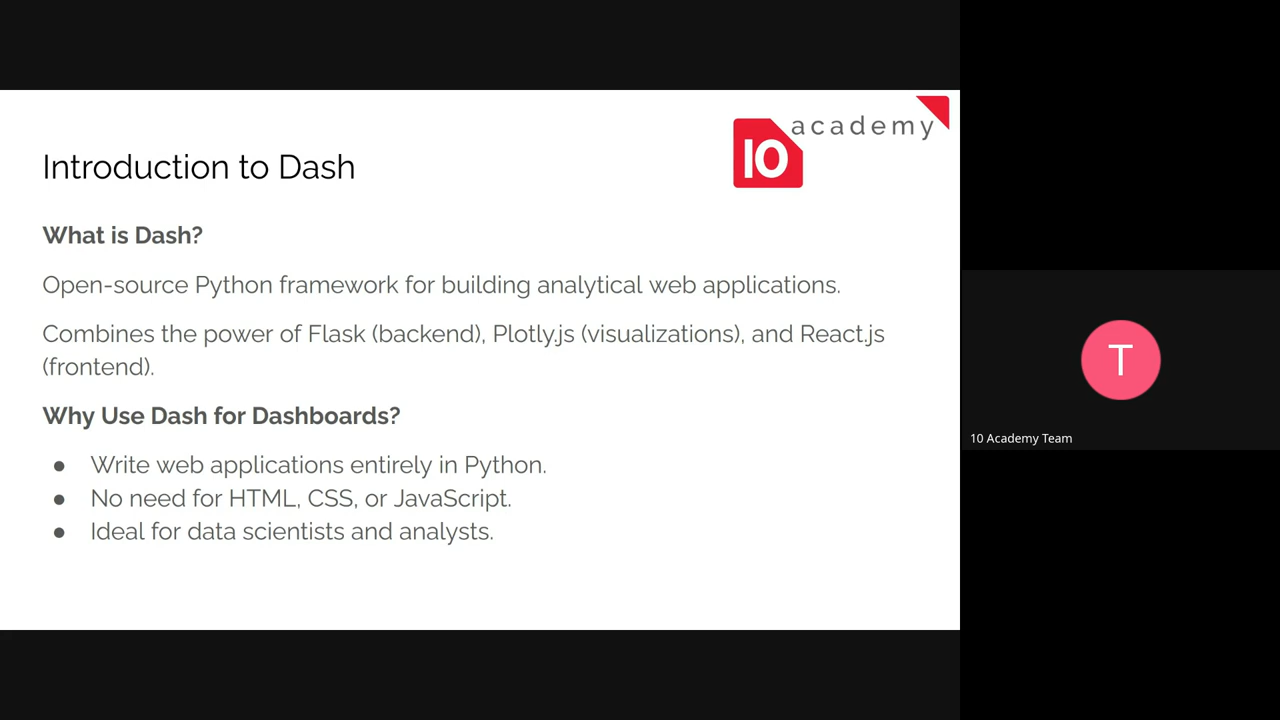 10 academy
Introduction to Dash
What is Dash?
Open-source Python framework for building analytical web applications.
Combines the power of Flask (backend), Plotly.js (visualizations), and React.js
(frontend).
Why Use Dash for Dashboards?
● Write web applications entirely in Python.
● No need for HTML, CSS, or JavaScript.
● Ideal for data scientists and analysts.
T
10 Academy Team